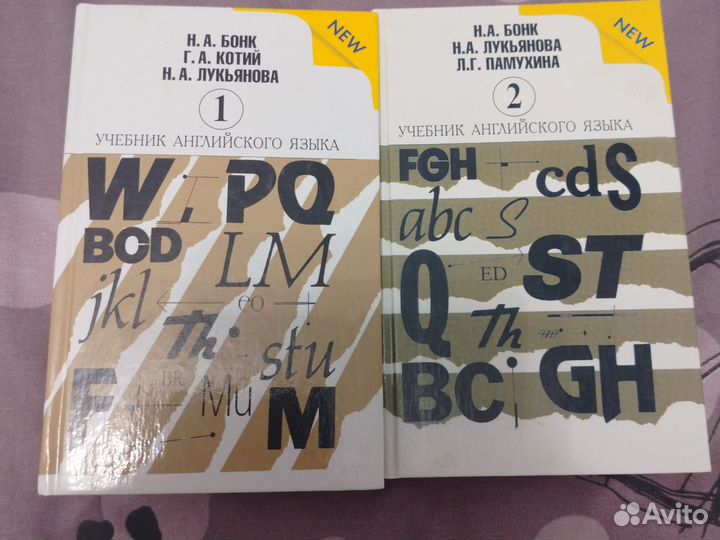 Н. А. БОНК
Г. А. КОТИЙ
Н. А. ЛУКЬЯНОВА
NEW
1
УЧЕБНИК АНГЛИЙСКОГО ЯЗЫКА
W PQ
BCD LM
jkl
EO
Th
stu
BR
Mu
M
Н.А. БОНК
Н.А. ЛУКЬЯНОВА
Л.Г. ПАМУХИНА
NEW
2
УЧЕБНИК АНГЛИЙСКОГО ЯЗЫКА
FGH cdS
abc S
Q ED ST
Th
BC GH
Avito